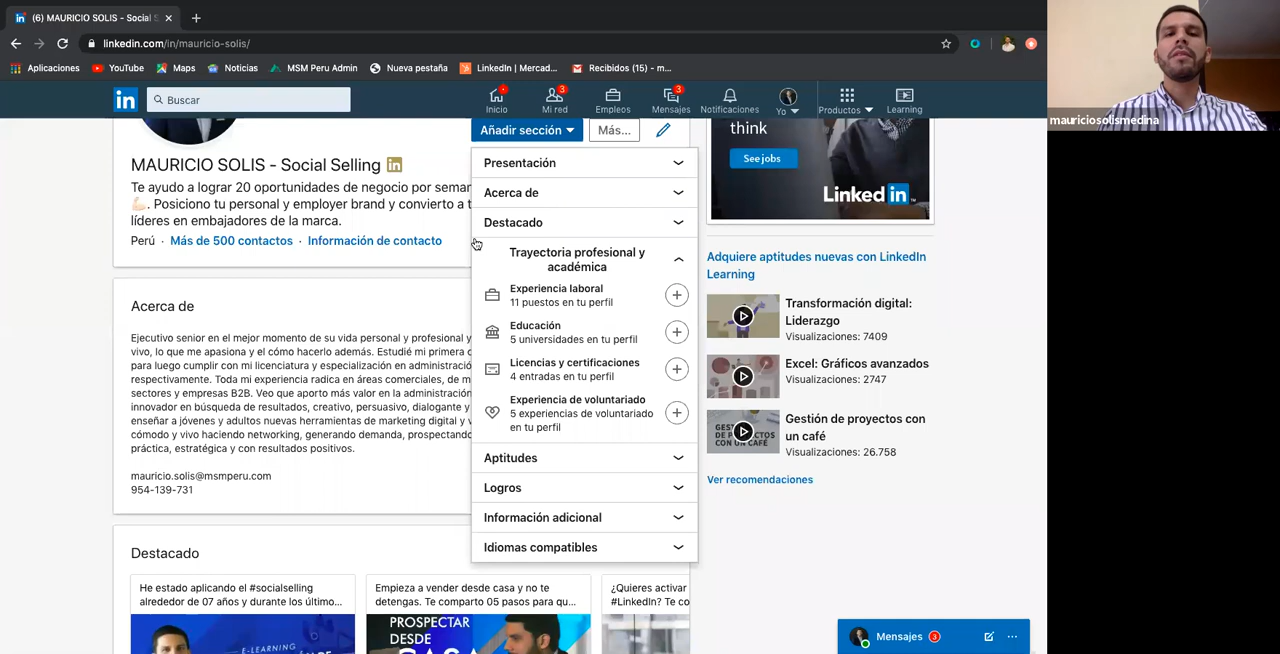 (6) MAURICIO SOLIS - Social S
linkedin.com/in/mauricio-solis/
Aplicaciones
YouTube
Maps
Noticias
MSM Peru Admin
Nueva pestaña
LinkedIn | Mercad...
Recibidos (15) - m...
in
Buscar
Inicio
3
Mi red
Empleos
3
Mensajes
Notificaciones
Yo
Productos
Learning
mauriciosolismedina
Añadir sección
Más...
MAURICIO SOLIS - Social Selling in
Te ayudo a lograr 20 oportunidades de negocio por semar
. Posiciono tu personal y employer brand y convierto a t
líderes en embajadores de la marca.
Perú · Más de 500 contactos · Información de contacto
Acerca de
Ejecutivo senior en el mejor momento de su vida personal y profesional y
vivo, lo que me apasiona y el cómo hacerlo además. Estudié mi primera c
para luego cumplir con mi licenciatura y especialización en administració
respectivamente. Toda mi experiencia radica en áreas comerciales, de m
sectores y empresas B2B. Veo que aporto más valor en la administración
innovador en búsqueda de resultados, creativo, persuasivo, dialogante y
enseñar a jóvenes y adultos nuevas herramientas de marketing digital y v
cómodo y vivo haciendo networking, generando demanda, prospectando
práctica, estratégica y con resultados positivos.
mauricio.solis@msmperu.com
954-139-731
Destacado
He estado aplicando el #socialselling
alrededor de 07 años y durante los último...
E-LEARNING
Empieza a vender desde casa y no te
detengas. Te comparto 05 pasos para qu...
PROSPECTAR
DESDE
CASA
¿Quieres activar
#LinkedIn? Te co
Presentación
Acerca de
Destacado
Trayectoria profesional y
académica
Experiencia laboral
11 puestos en tu perfil
Educación
5 universidades en tu perfil
Licencias y certificaciones
4 entradas en tu perfil
Experiencia de voluntariado
5 experiencias de voluntariado
en tu perfil
Aptitudes
Logros
Información adicional
Idiomas compatibles
think
See jobs
Linked in
Adquiere aptitudes nuevas con LinkedIn
Learning
Transformación digital:
Liderazgo
Visualizaciones: 7409
Excel: Gráficos avanzados
Visualizaciones: 2747
GESTIÓN
DE PROYECTOS
CON UN CAFÉ
Gestión de proyectos con
un café
Visualizaciones: 26.758
Ver recomendaciones
Mensajes 3